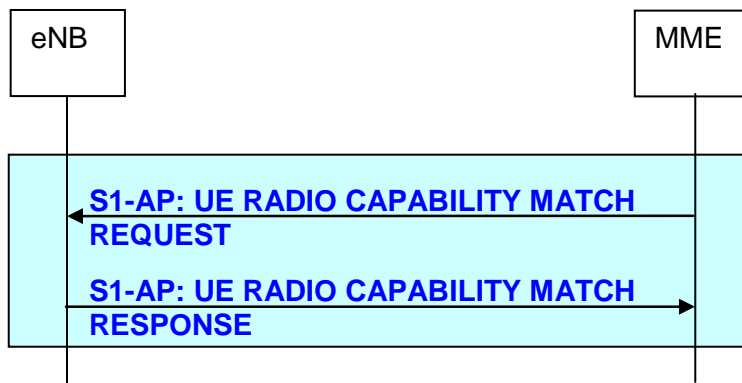 eNB
MME
S1-AP: UE RADIO CAPABILITY MATCH
REQUEST
S1-AP: UE RADIO CAPABILITY MATCH
RESPONSE